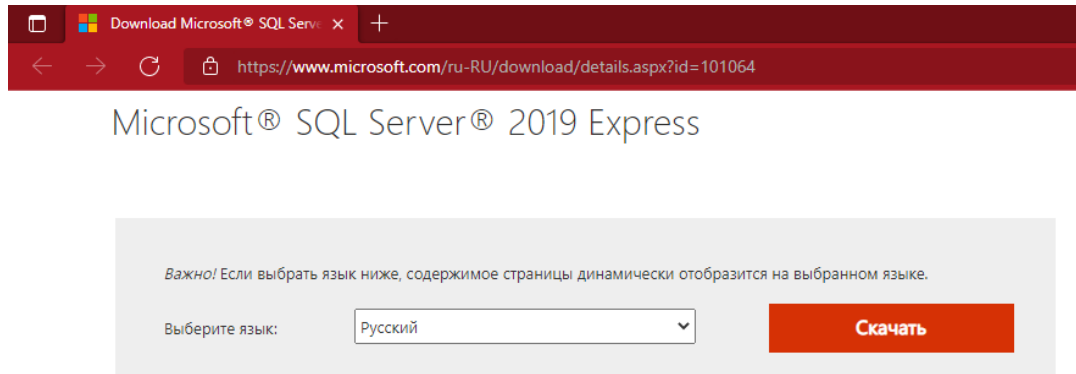 Download Microsoft® SQL Serve
https://www.microsoft.com/ru-RU/download/details.aspx?id=101064
Microsoft® SQL Server® 2019 Express
Важно! Если выбрать язык ниже, содержимое страницы динамически отобразится на выбранном языке.
Выберите язык: Русский Скачать